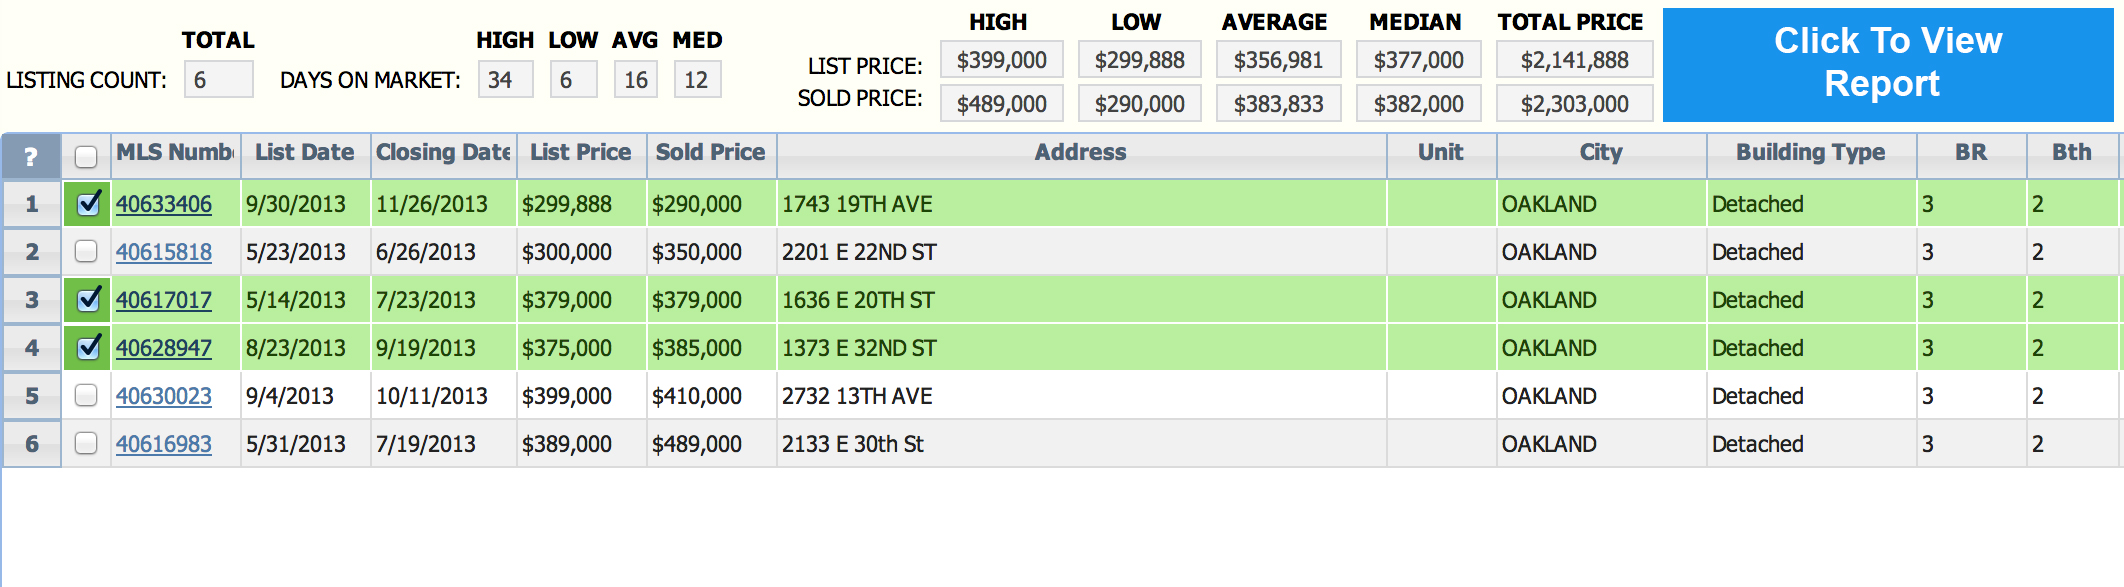 HIGH LOW AVERAGE MEDIAN TOTAL PRICE
TOTAL HIGH LOW AVG MED
LISTING COUNT: 6 DAYS ON MARKET: 34 6 16 12
LIST PRICE: $399,000 $299,888 $356,981 $377,000 $2,141,888
SOLD PRICE: $489,000 $290,000 $383,833 $382,000 $2,303,000
Click To View
Report
? MLS Numb List Date Closing Date List Price Sold Price Address Unit City Building Type BR Bth
1 40633406 9/30/2013 11/26/2013 $299,888 $290,000 1743 19TH AVE OAKLAND Detached 3 2
2 40615818 5/23/2013 6/26/2013 $300,000 $350,000 2201 E 22ND ST OAKLAND Detached 3 2
3 40617017 5/14/2013 7/23/2013 $379,000 $379,000 1636 E 20TH ST OAKLAND Detached 3 2
4 40628947 8/23/2013 9/19/2013 $375,000 $385,000 1373 E 32ND ST OAKLAND Detached 3 2
5 40630023 9/4/2013 10/11/2013 $399,000 $410,000 2732 13TH AVE OAKLAND Detached 3 2
6 40616983 5/31/2013 7/19/2013 $389,000 $489,000 2133 E 30th St OAKLAND Detached 3 2